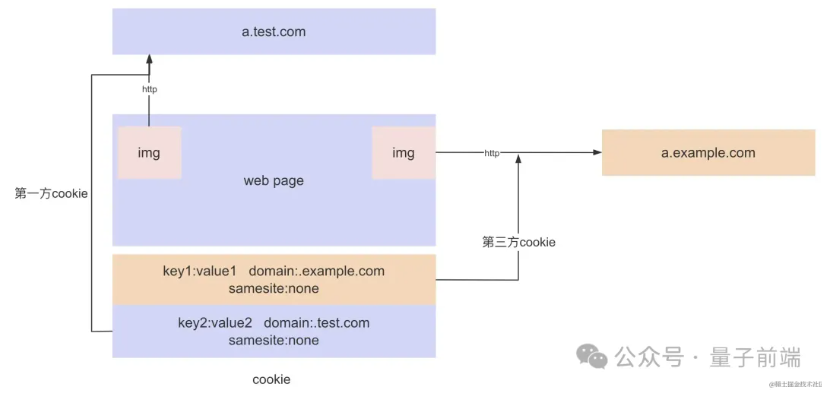 a.test.com
http
img
img
http
a.example.com
web page
第一方cookie
第三方cookie
key1:value1 domain:.example.com
samesite:none
key2:value2 domain:.test.com
samesite:none
公众号 · 量子前端
cookie
@稀土掘金技术社区